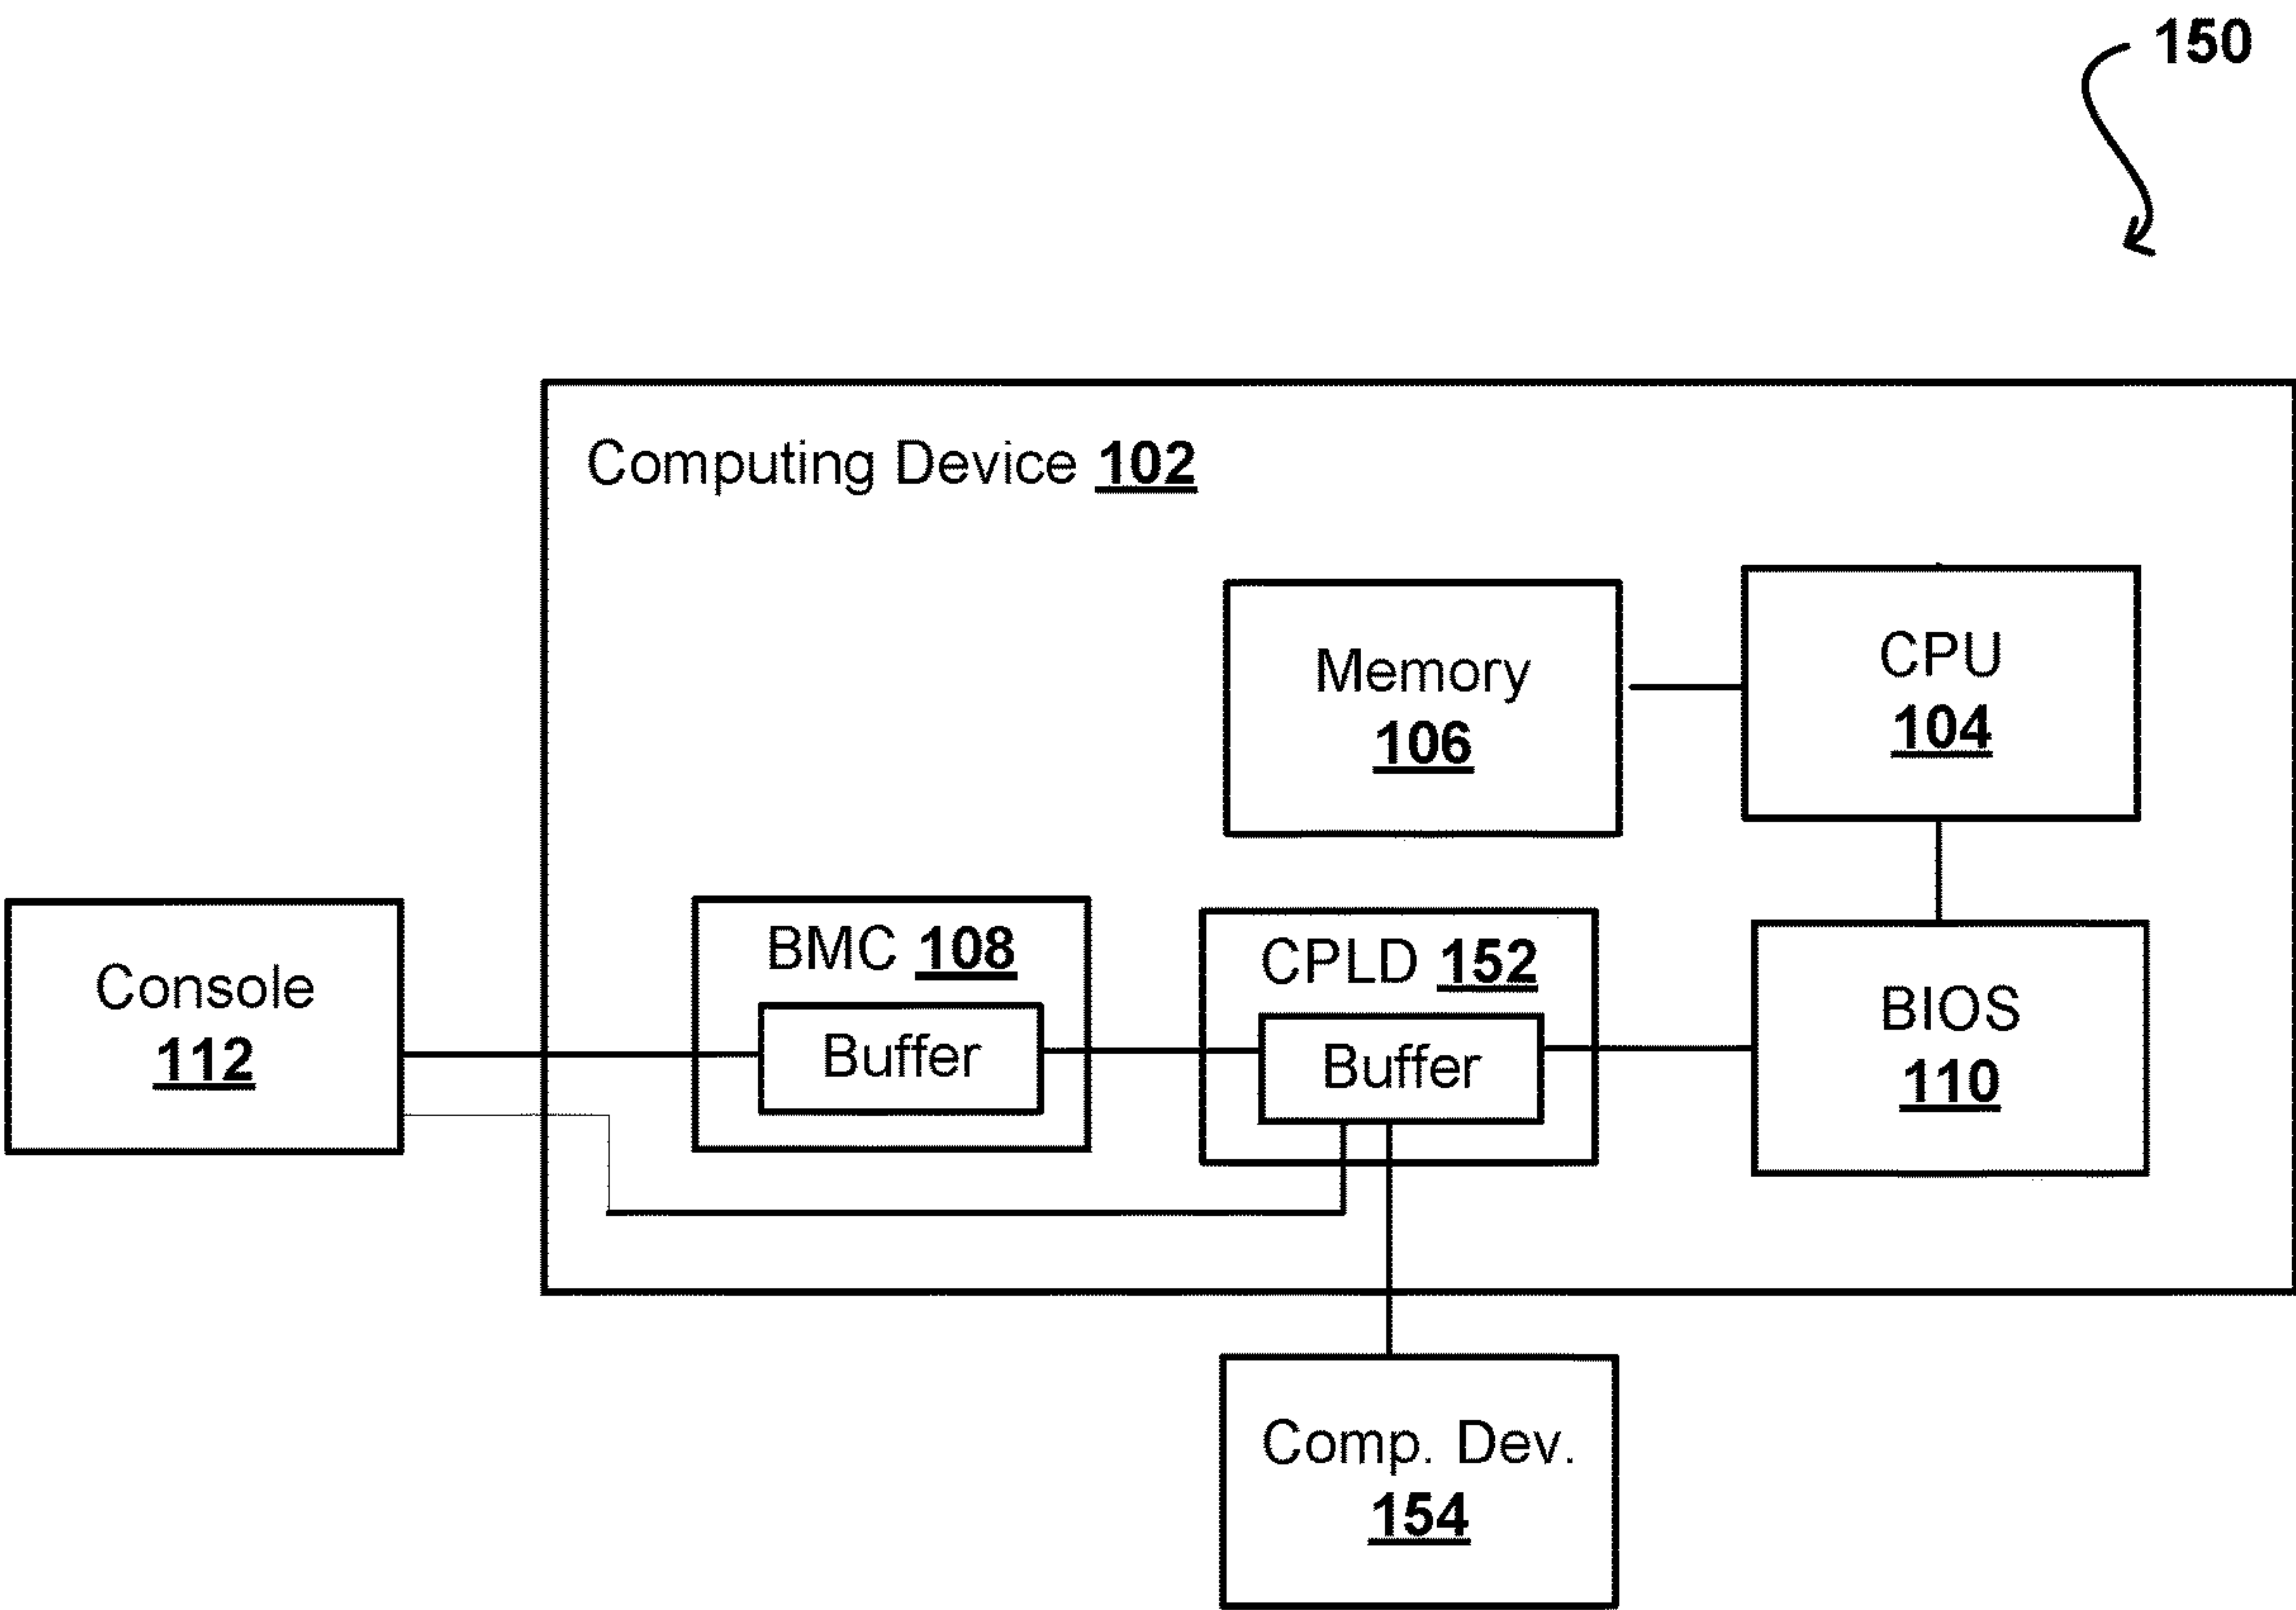 150
Computing Device 102
Memory
106
CPU
104
Console
112
BMC 108
Buffer
CPLD 152
Buffer
BIOS
110
Comp. Dev.
154